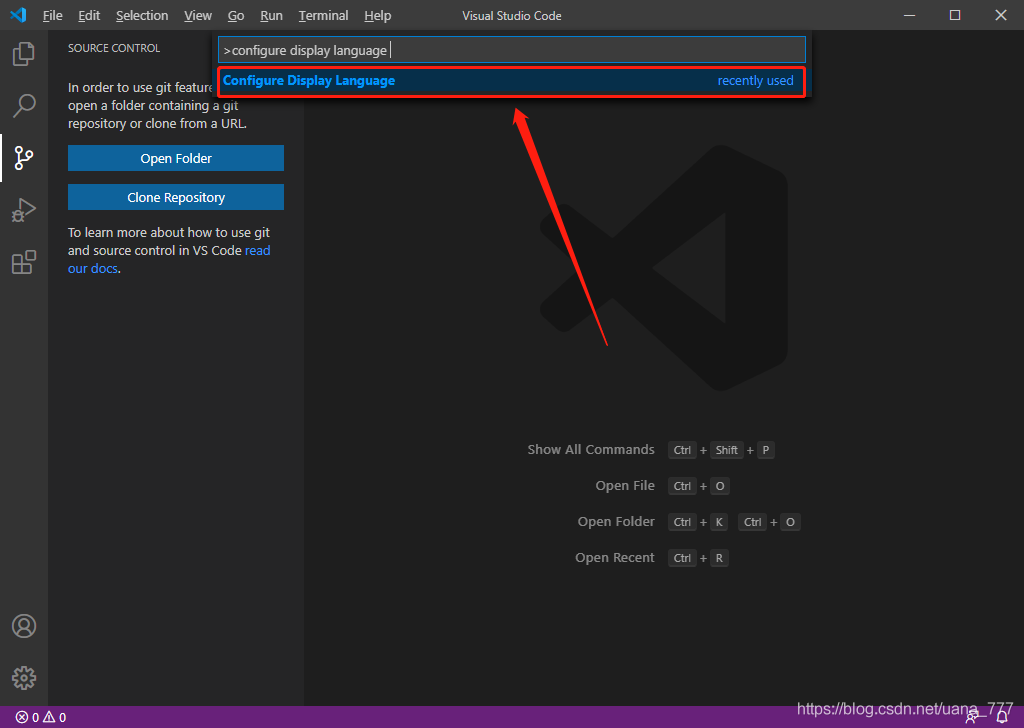 File Edit Selection View Go Run Terminal Help Visual Studio Code
SOURCE CONTROL
>configure display language
Configure Display Language recently used
In order to use git feature
open a folder containing a git
repository or clone from a URL.
Open Folder
Clone Repository
To learn more about how to use git
and source control in VS Code read
our docs.
Show All Commands Ctrl + Shift + P
Open File Ctrl + O
Open Folder Ctrl + K Ctrl + O
Open Recent Ctrl + R
0 0
https://blog.csdn.net/uana_777